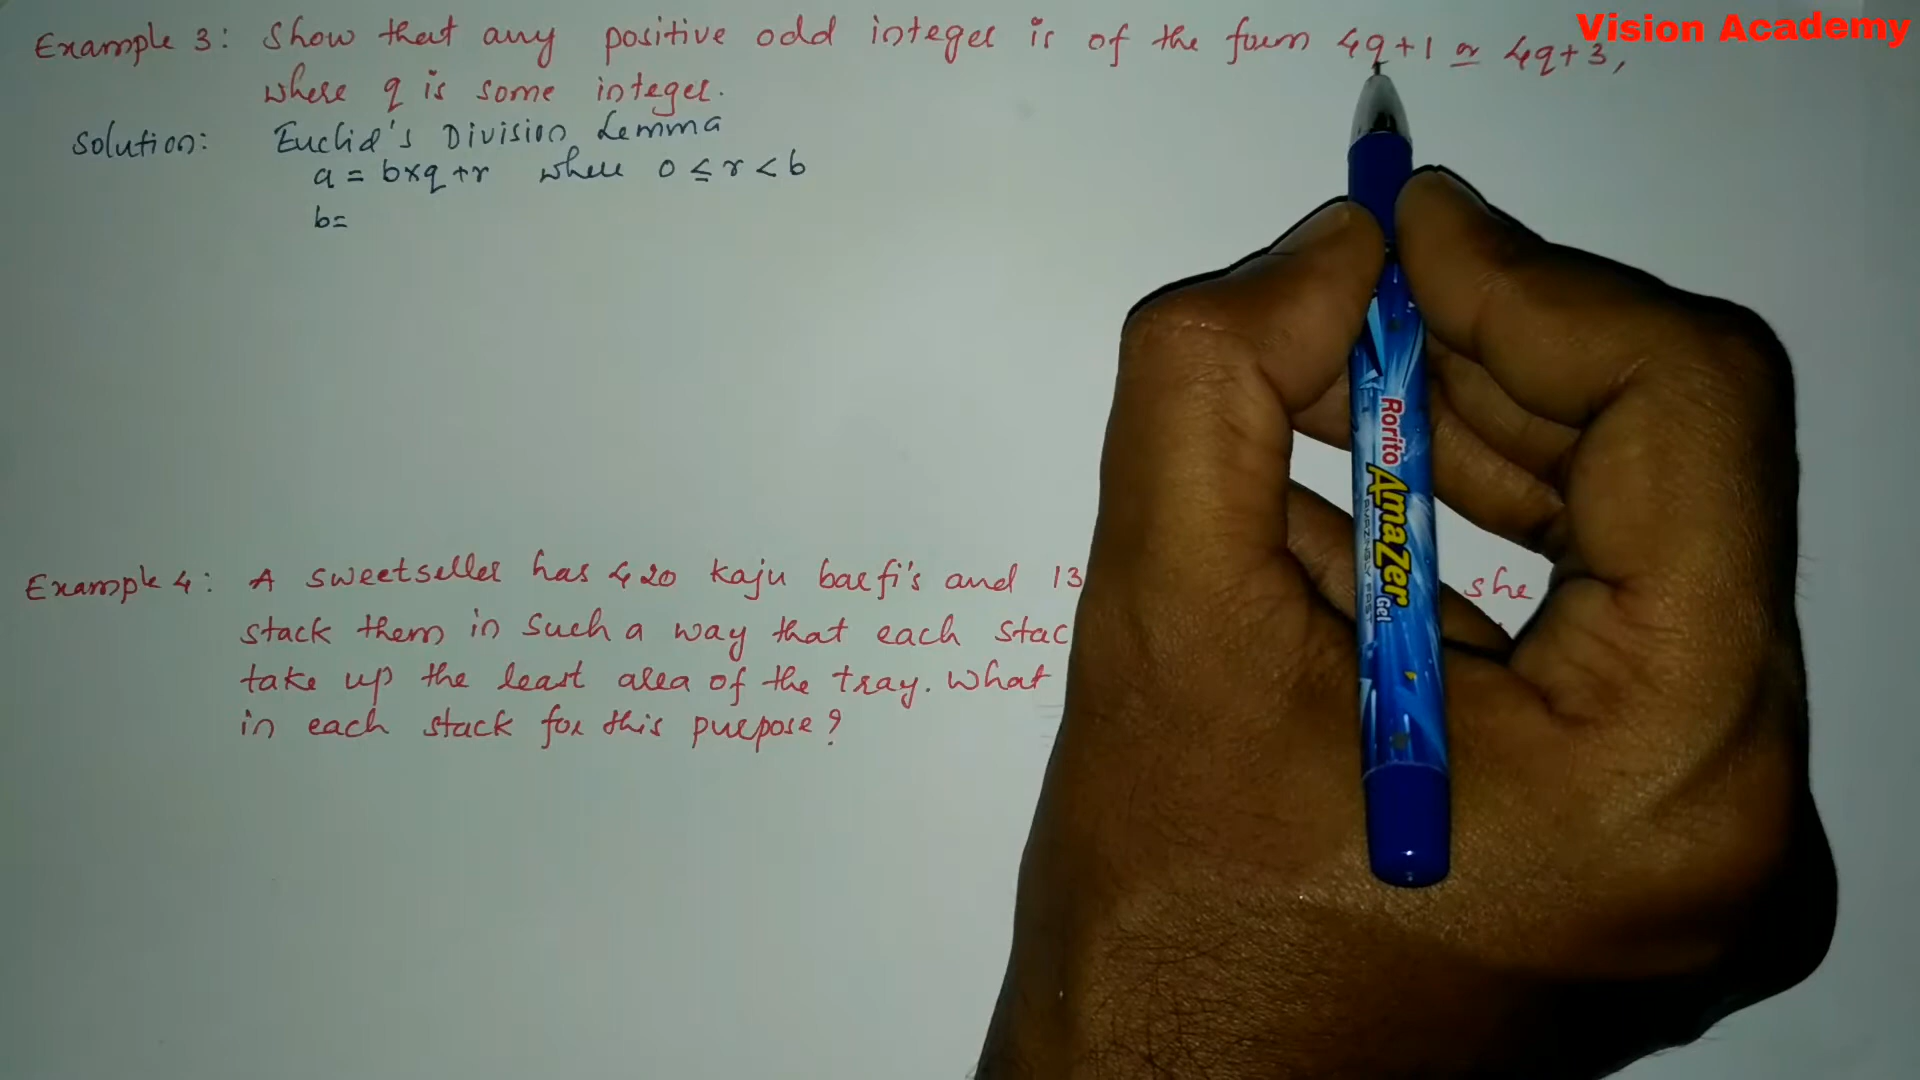 Vision Academy
Example 3: Show that any positive odd integer is of the form 4q+1 or 4q+3,
where q is some integer.
Solution: Euclid's Division Lemma
a = b×q+r where 0 ≤ r < b
b=
Example 4: A sweetseller has 420 kaju barfi's and 13 she
stack them in such a way that each stac
take up the least area of the tray. What
in each stack for this purpose?
Rorito
Amazer
Gel
AMAZINGLY FAST